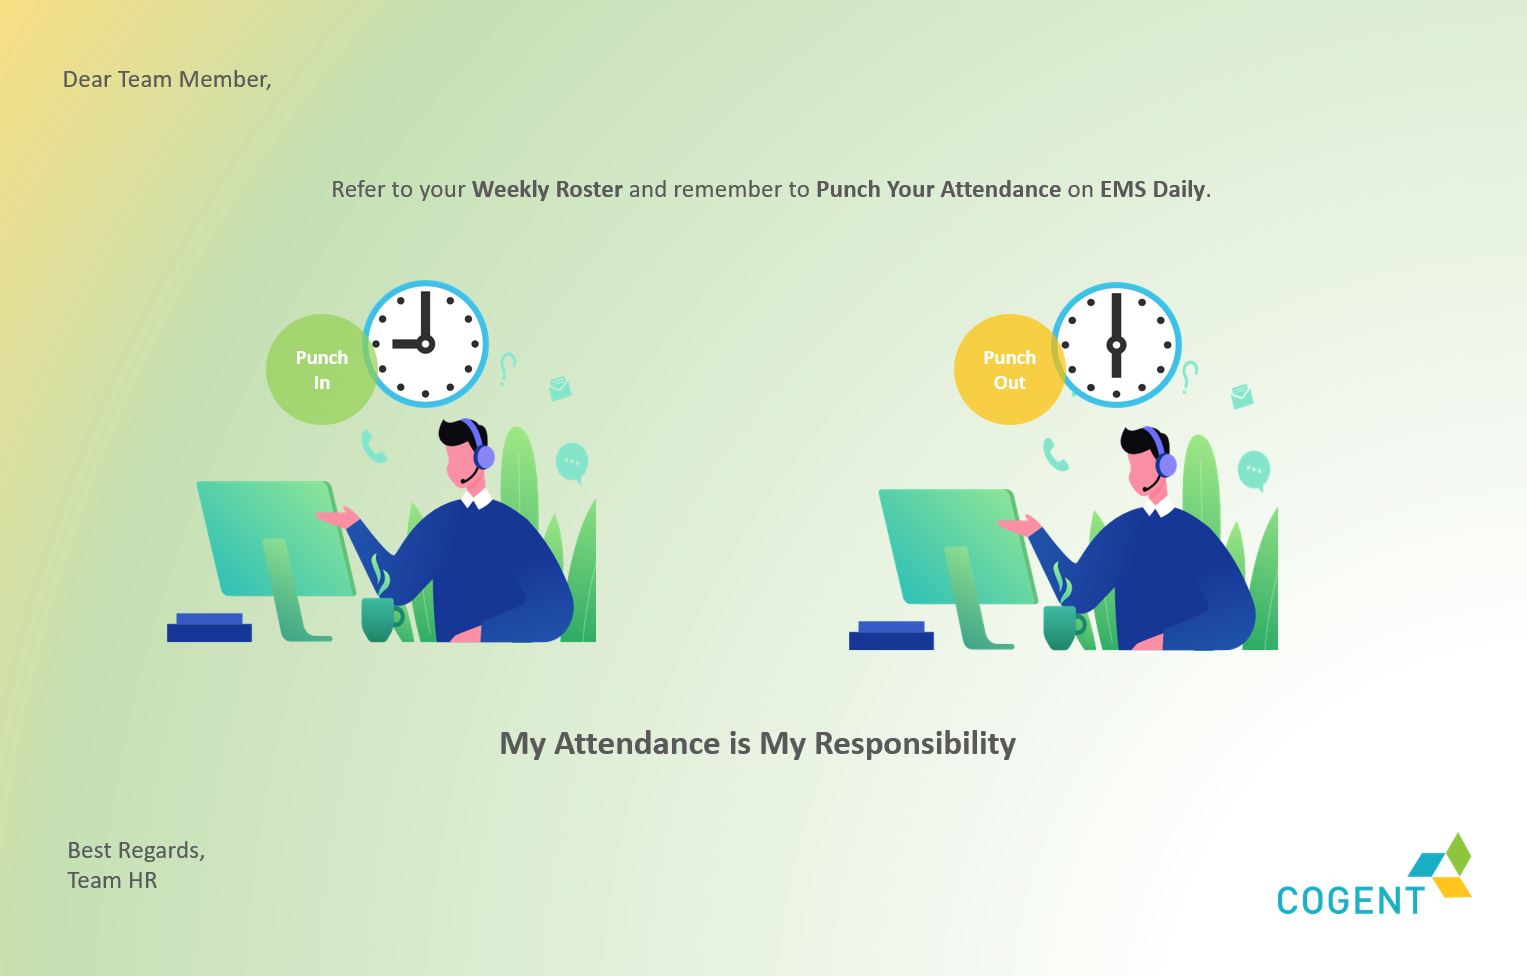 Dear Team Member,
Refer to your Weekly Roster and remember to Punch Your Attendance on EMS Daily.
Punch
In
Punch
Out
My Attendance is My Responsibility
Best Regards,
Team HR
COGENT